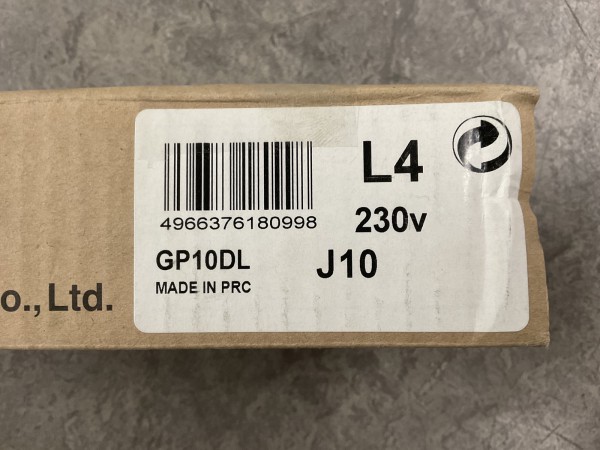 L4
4966376180998
230v
GP10DL
J10
MADE IN PRC
o.,Ltd.